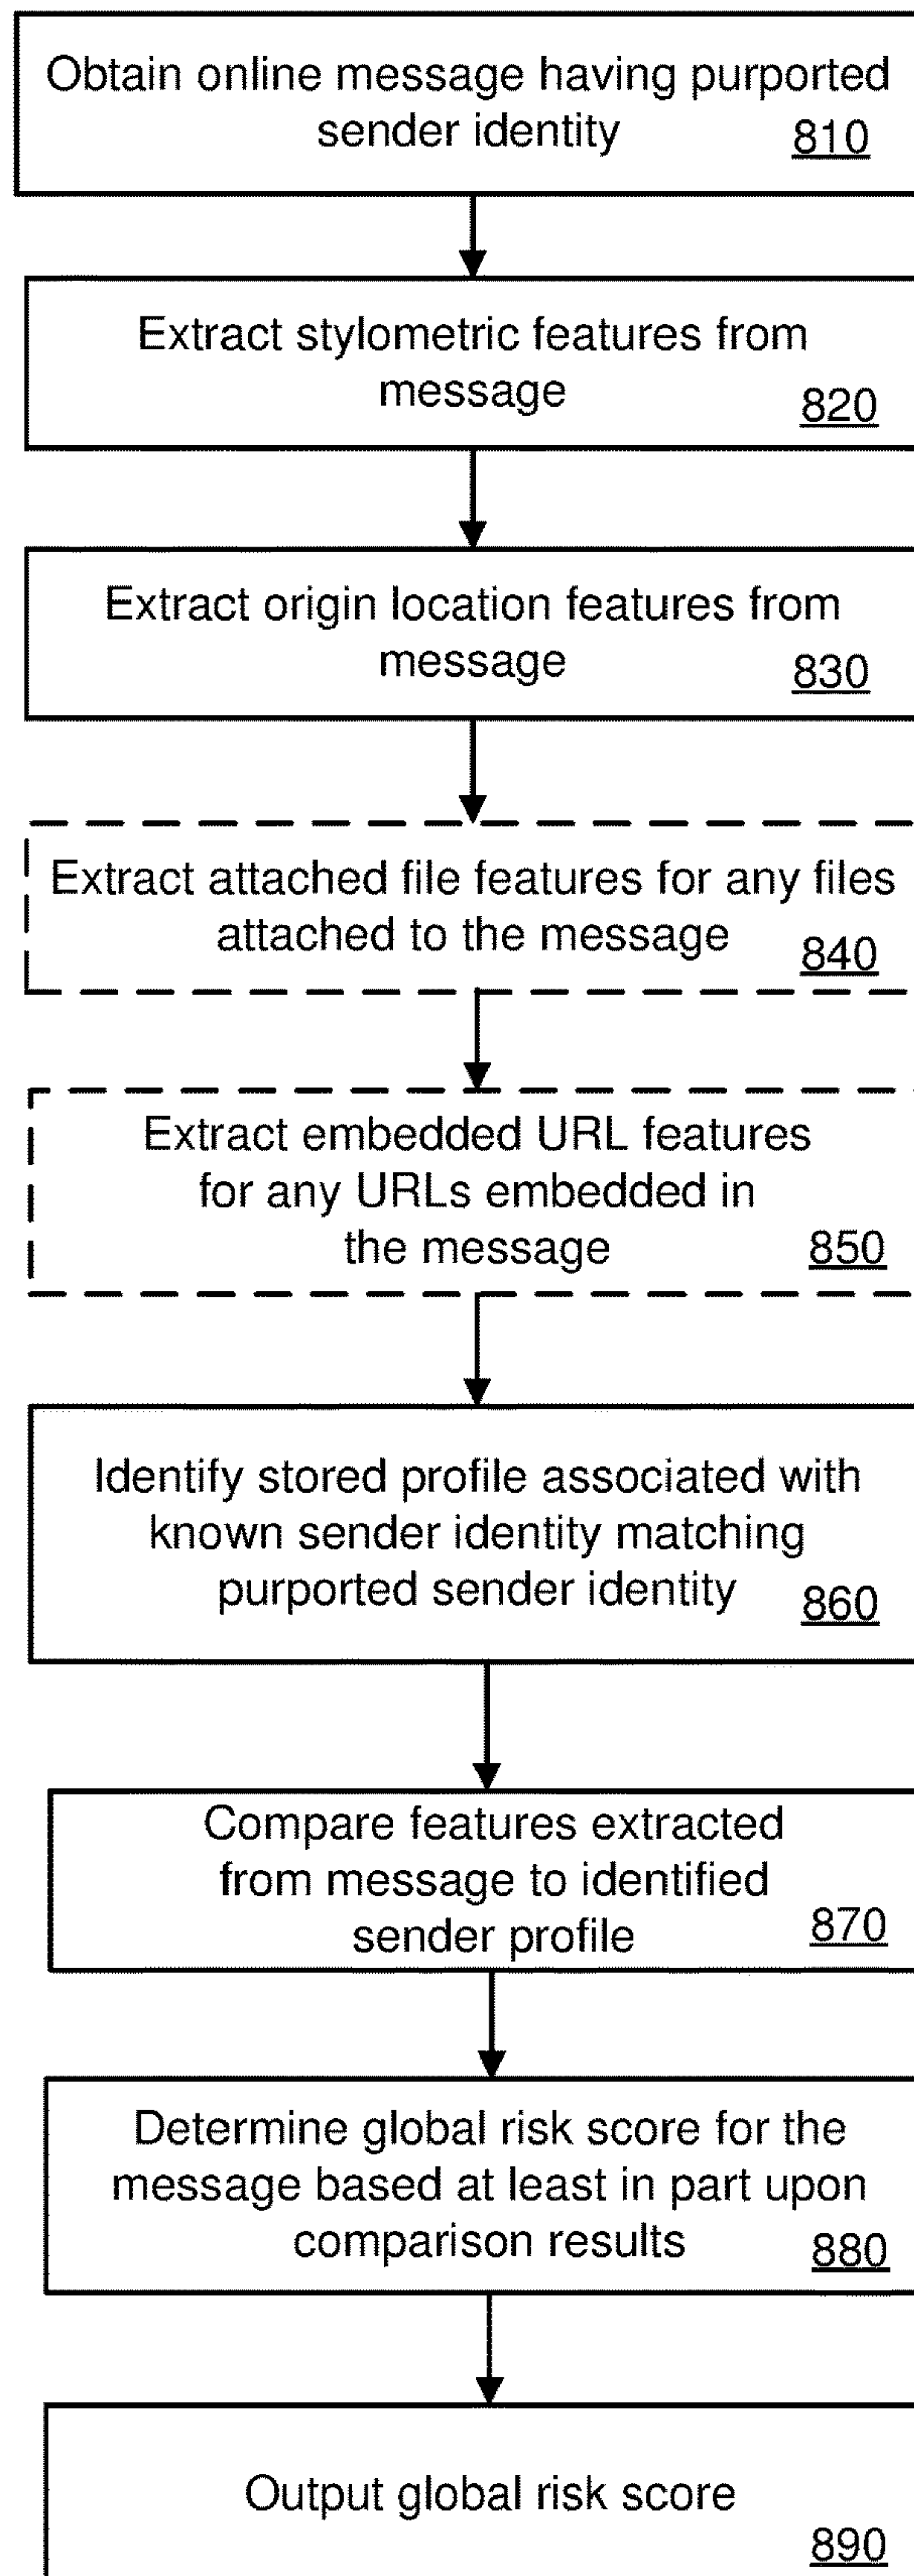 Obtain online message having purported
sender identity
810
Extract stylometric features from
message
820
Extract origin location features from
message
830
Extract attached file features for any files
attached to the message
840
Extract embedded URL features
for any URLs embedded in
the message
850
Identify stored profile associated with
known sender identity matching
purported sender identity
860
Compare features extracted
from message to identified
sender profile
870
Determine global risk score for the
message based at least in part upon
comparison results
880
Output global risk score
890